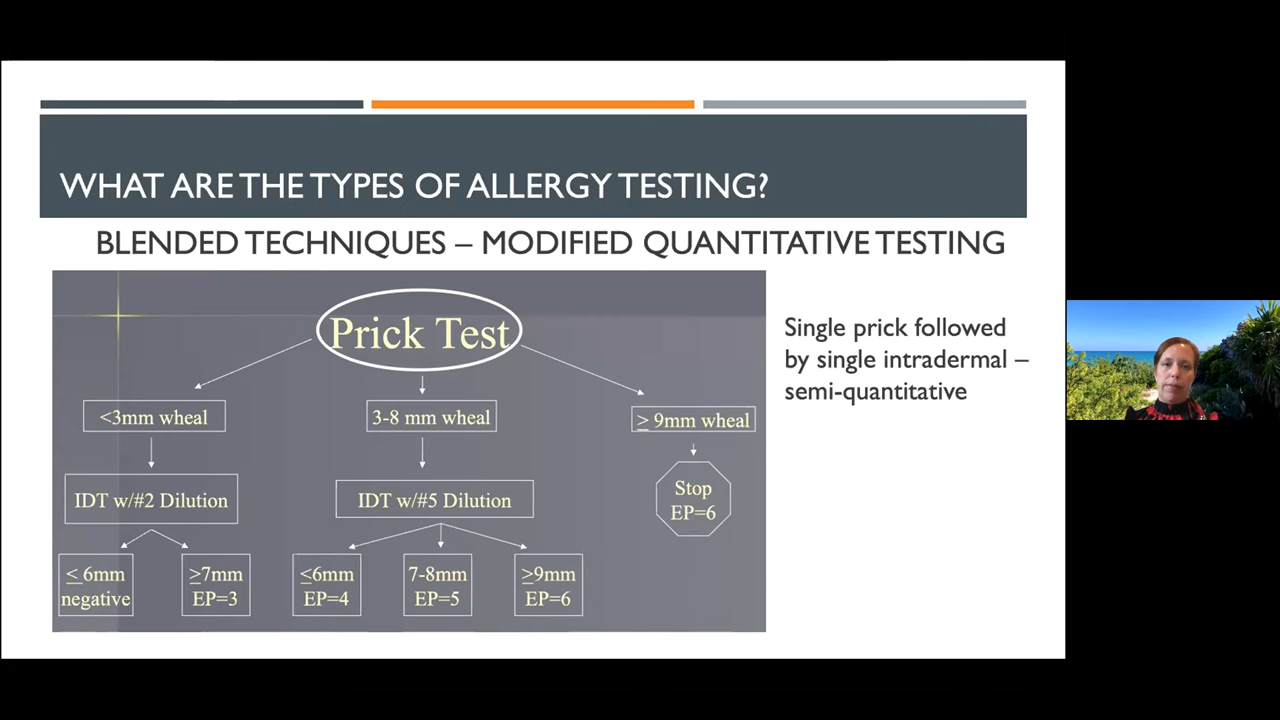 WHAT ARE THE TYPES OF ALLERGY TESTING?
BLENDED TECHNIQUES – MODIFIED QUANTITATIVE TESTING
Prick Test
<3mm wheal
3-8 mm wheal
≥ 9mm wheal
IDT w/#2 Dilution
IDT w/#5 Dilution
Stop
EP=6
≤ 6mm
negative
≥7mm
EP=3
≤6mm
EP=4
7-8mm
EP=5
≥9mm
EP=6
Single prick followed
by single intradermal –
semi-quantitative